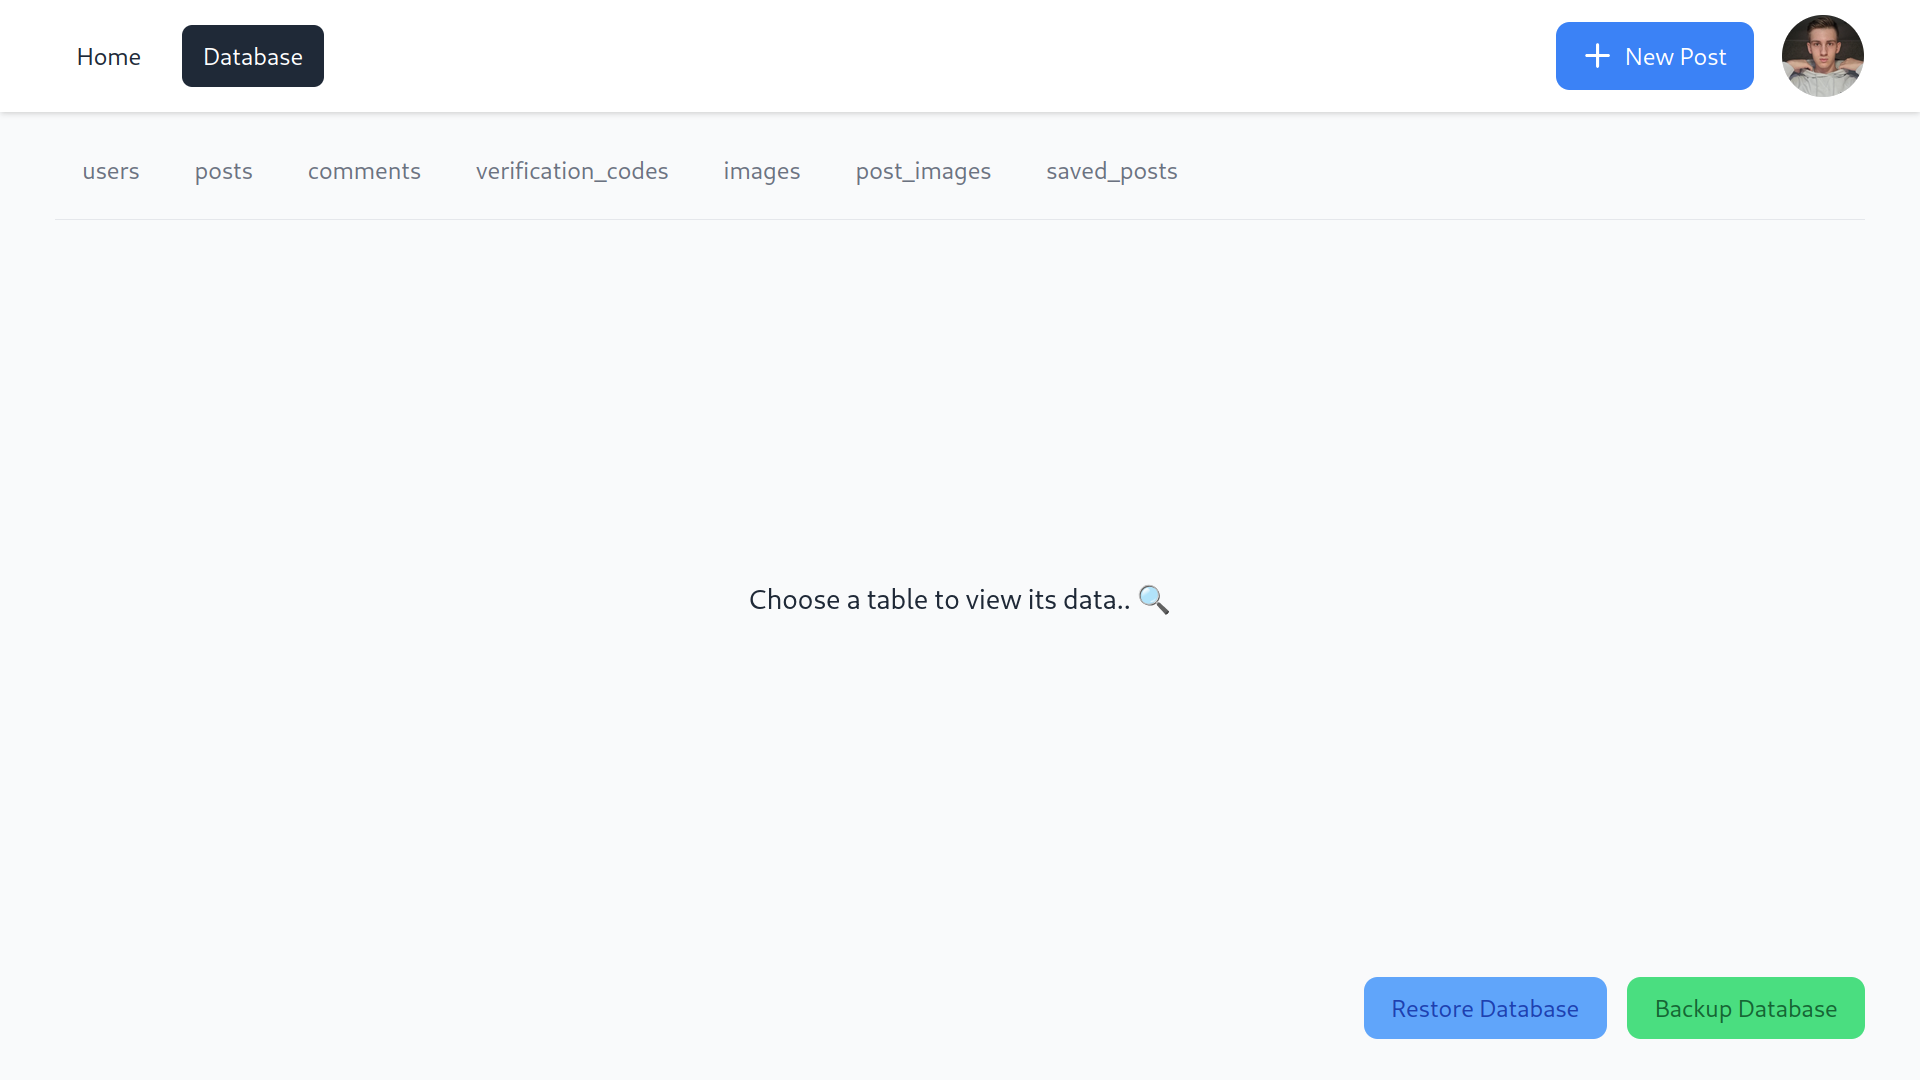 Home Database New Post
users posts comments verification_codes images post_images saved_posts
Choose a table to view its data.. 🔍
Restore Database Backup Database